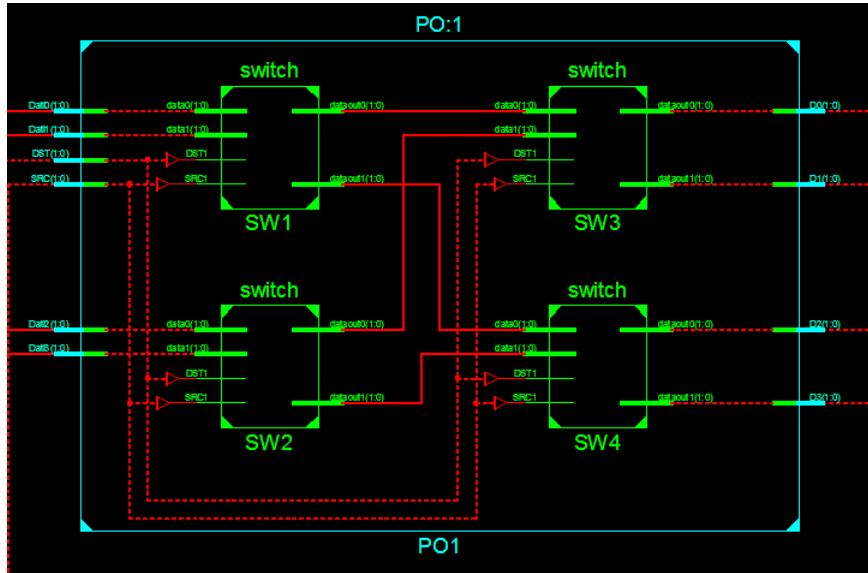 PO:1
switch
switch
Dat0(1:0) data0(1:0) dataout0(1:0) data0(1:0) dataout0(1:0) D0(1:0)
Dat1(1:0) data1(1:0) data1(1:0)
DST(1:0) DST1 DST1
SRC(1:0) SRC1 dataout1(1:0) SRC1 dataout1(1:0) D1(1:0)
SW1
SW3
switch
switch
Dat2(1:0) data0(1:0) dataout0(1:0) data0(1:0) dataout0(1:0) D2(1:0)
Dat3(1:0) data1(1:0) data1(1:0)
DST1 DST1
SRC1 dataout1(1:0) SRC1 dataout1(1:0) D3(1:0)
SW2
SW4
PO1